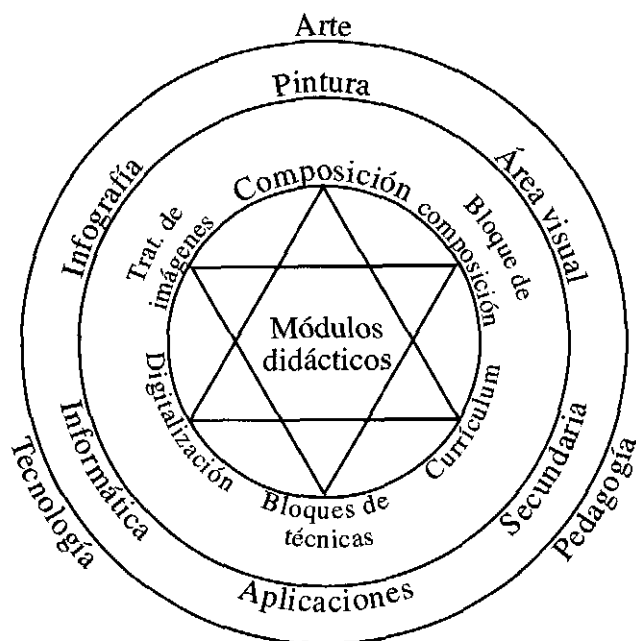 Arte
Pintura
Infografía
Área visual
Composición
Trat. de
imágenes
Bloque de
composición
Módulos
didácticos
Digitalización
Currículum
Bloques de
técnicas
Informática
Secundaria
Tecnología
Pedagogía
Aplicaciones